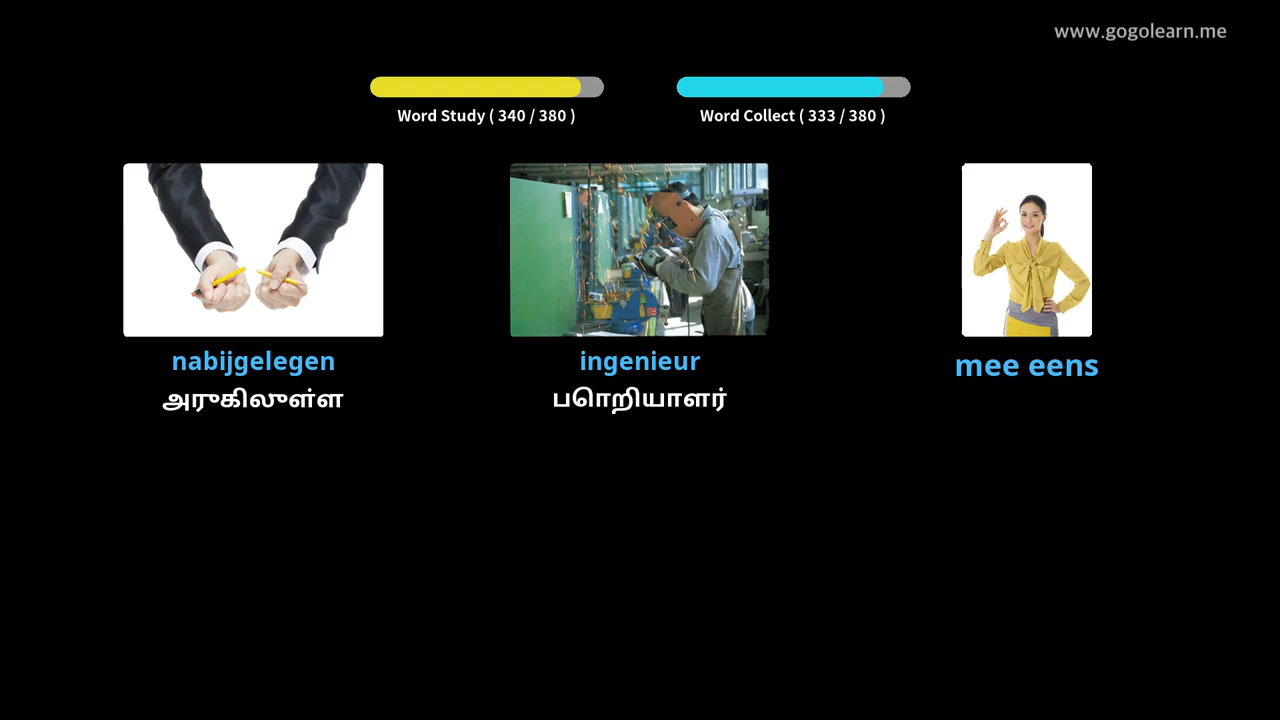 www.gogolearn.me
Word Study ( 340 / 380 )
Word Collect ( 333 / 380 )
nabijgelegen
ingenieur
mee eens
அருகிலுள்ள
பொறியாளர்